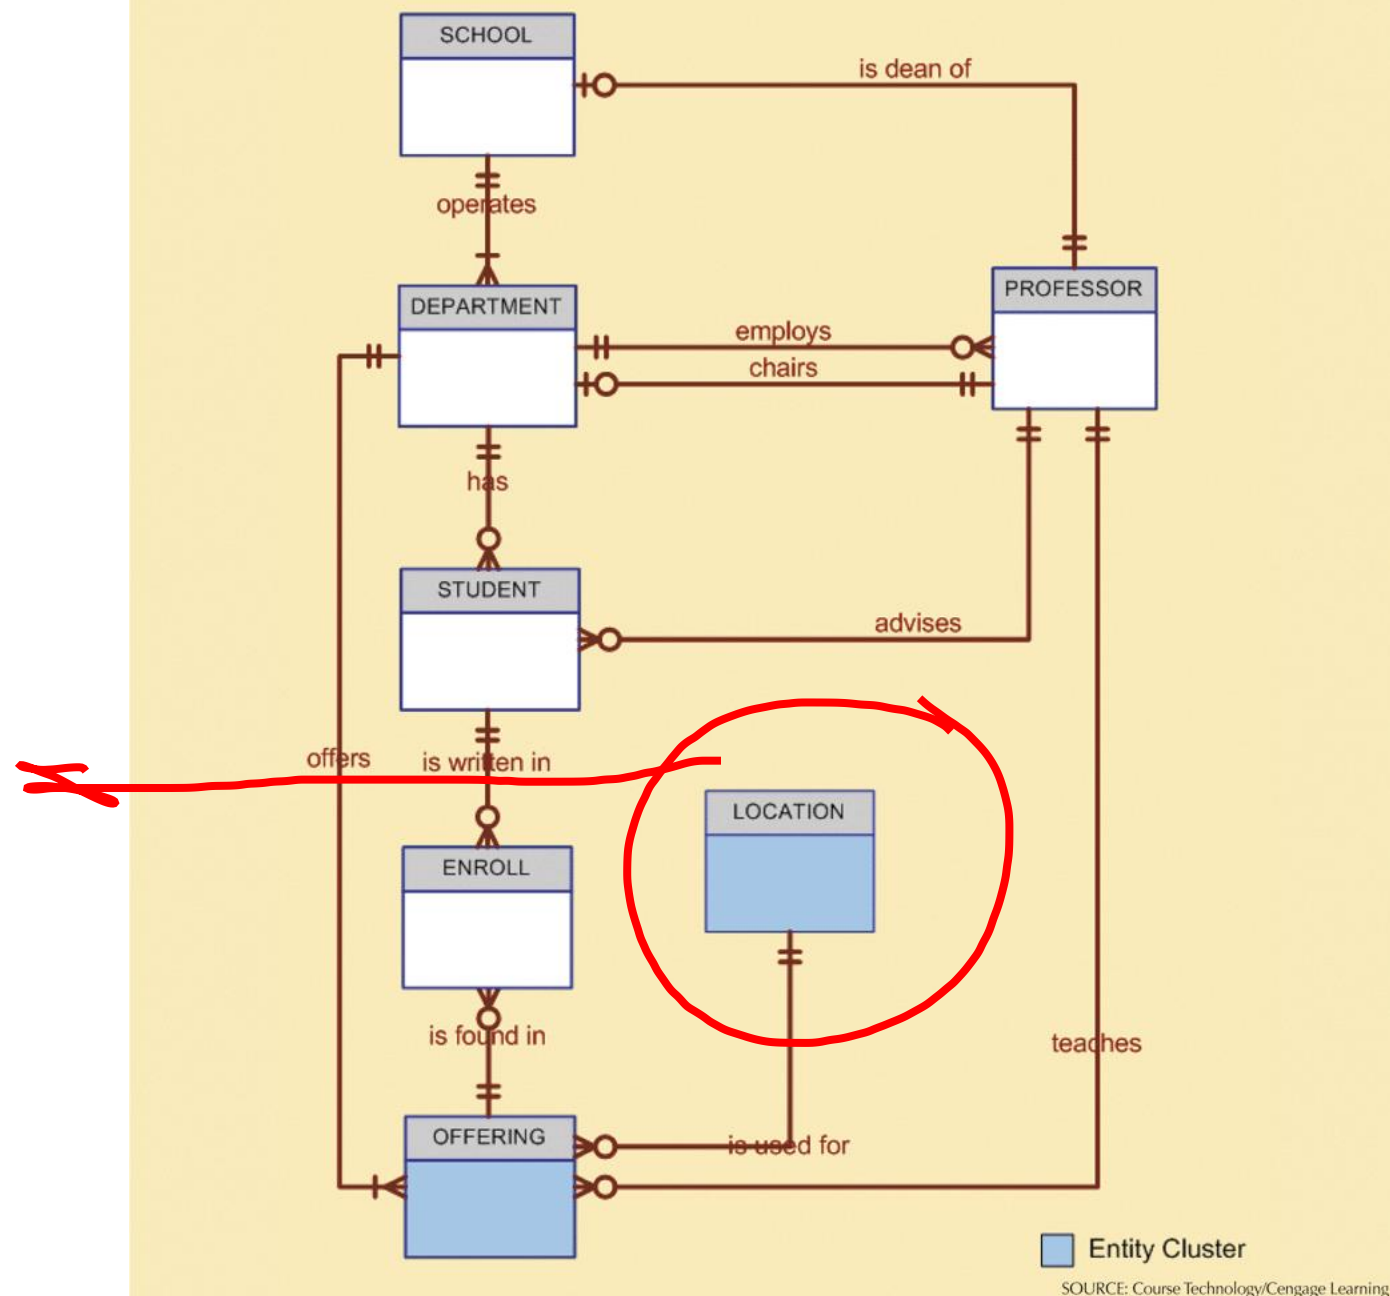 SCHOOL
is dean of
operates
PROFESSOR
DEPARTMENT
employs
chairs
has
STUDENT
advises
offers
is written in
LOCATION
ENROLL
is found in
teaches
OFFERING
is used for
Entity Cluster
SOURCE: Course Technology/Cengage Learning